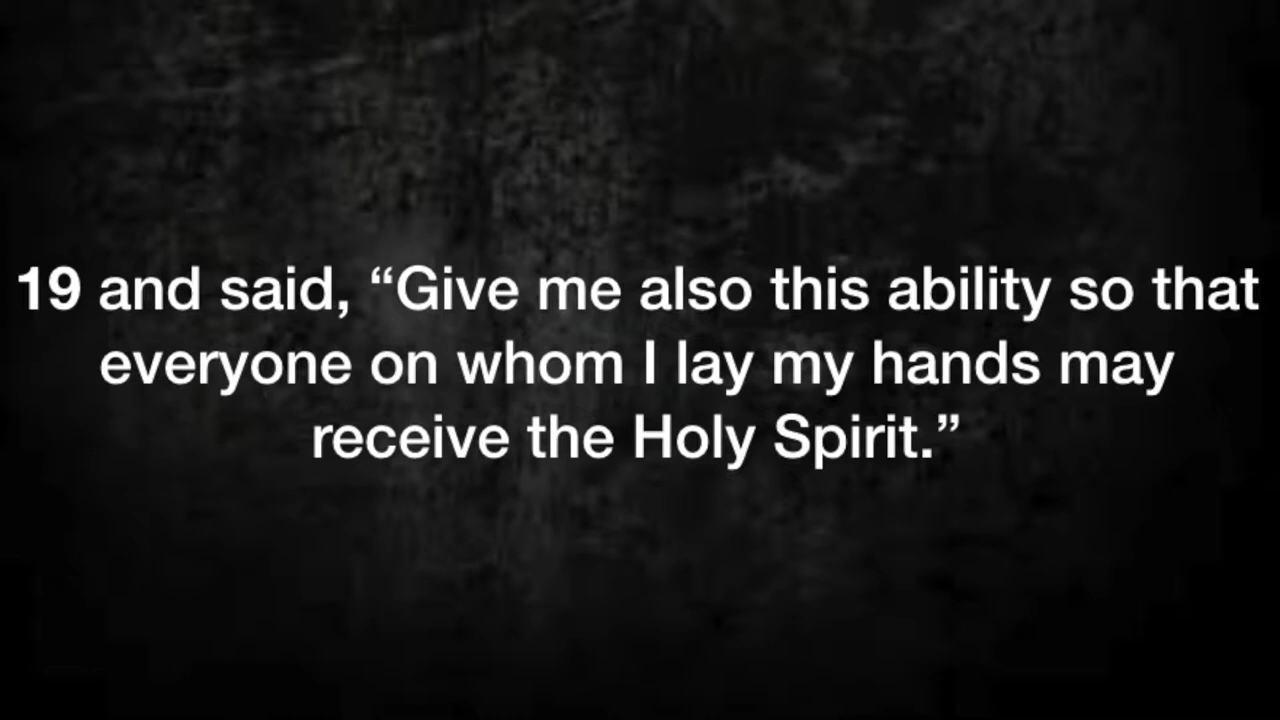 19 and said, “Give me also this ability so that
everyone on whom I lay my hands may
receive the Holy Spirit.”